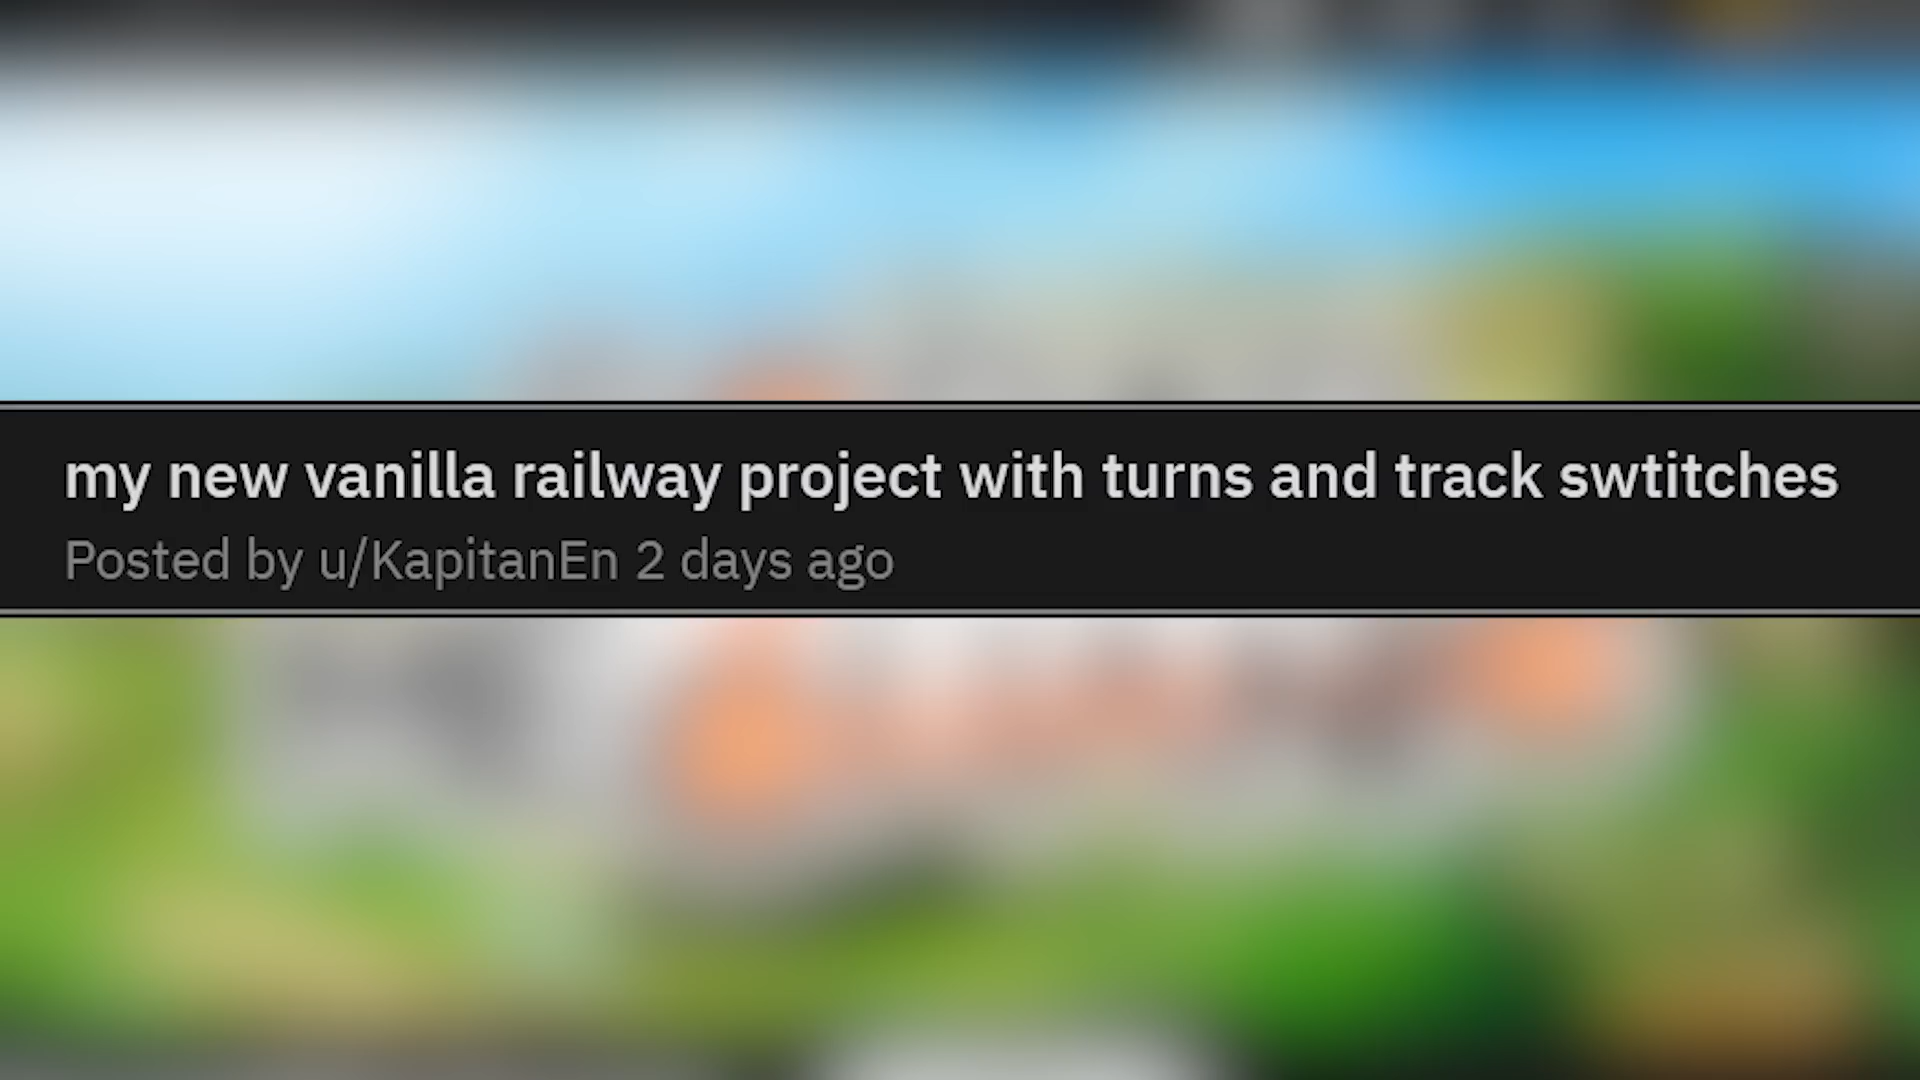 my new vanilla railway project with turns and track swtitches
Posted by u/KapitanEn 2 days ago